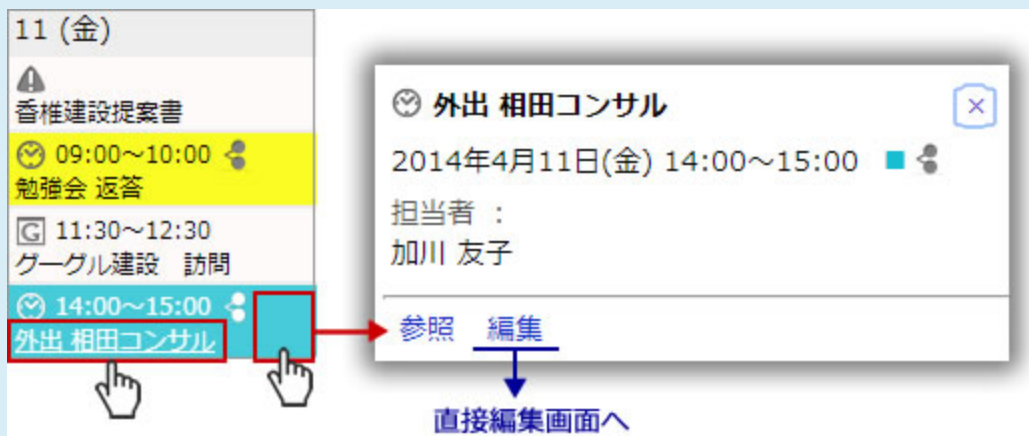 11 (金)
香椎建設提案書
09:00～10:00
勉強会 返答
G 11:30～12:30
グーグル建設　訪問
14:00～15:00
外出 相田コンサル
外出 相田コンサル
2014年4月11日(金) 14:00～15:00
担当者 ：
加川 友子
参照 編集
直接編集画面へ